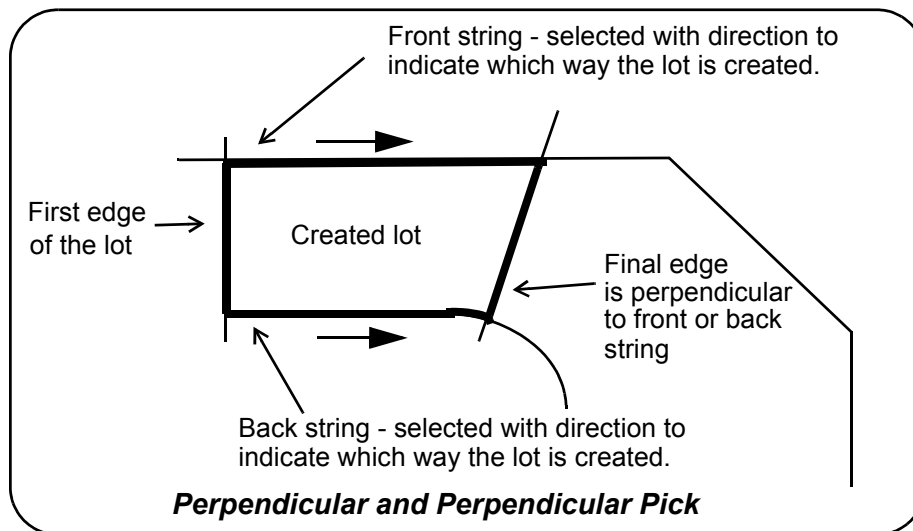 Front string - selected with direction to
indicate which way the lot is created.
First edge
of the lot
Created lot
Final edge
is perpendicular
to front or back
string
Back string - selected with direction to
indicate which way the lot is created.
Perpendicular and Perpendicular Pick